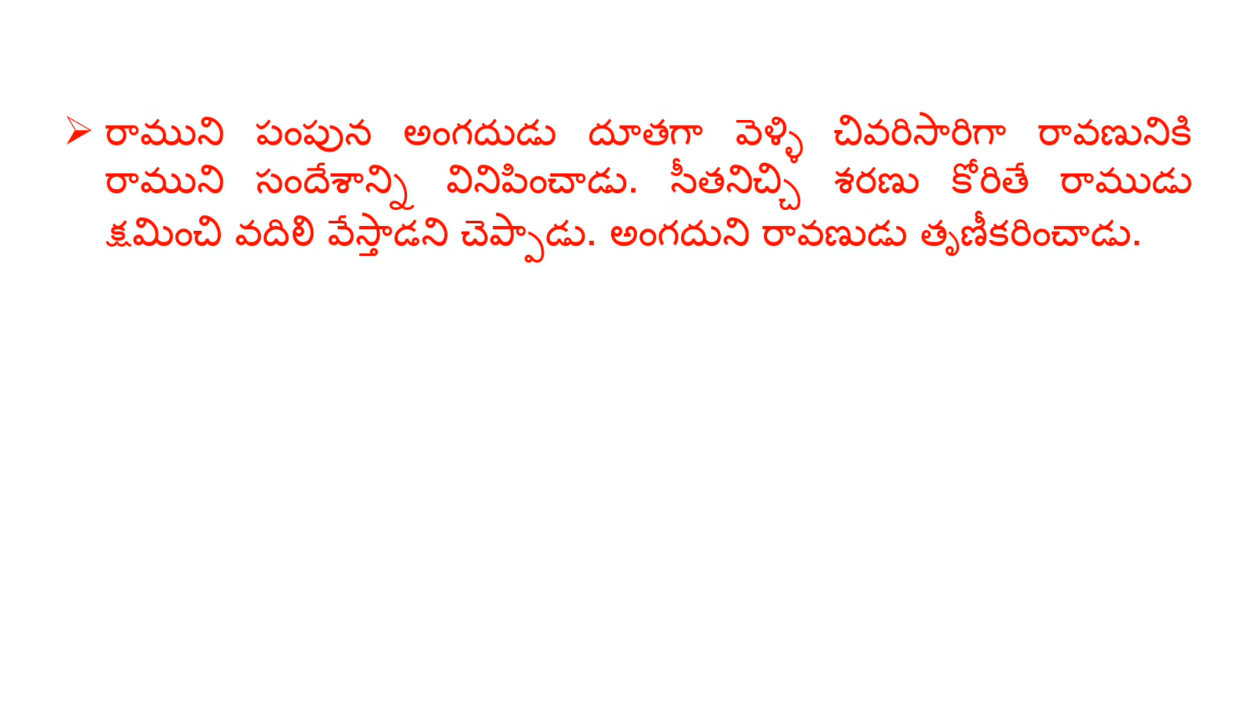 ➢ రాముని పంపున అంగదుడు దూతగా వెళ్ళి చివరిసారిగా రావణునికి
రాముని సందేశాన్ని వినిపించాడు. సీతనిచ్చి శరణు కోరితే రాముడు
క్షమించి వదిలి వేస్తాడని చెప్పాడు. అంగదుని రావణుడు తృణీకరించాడు.